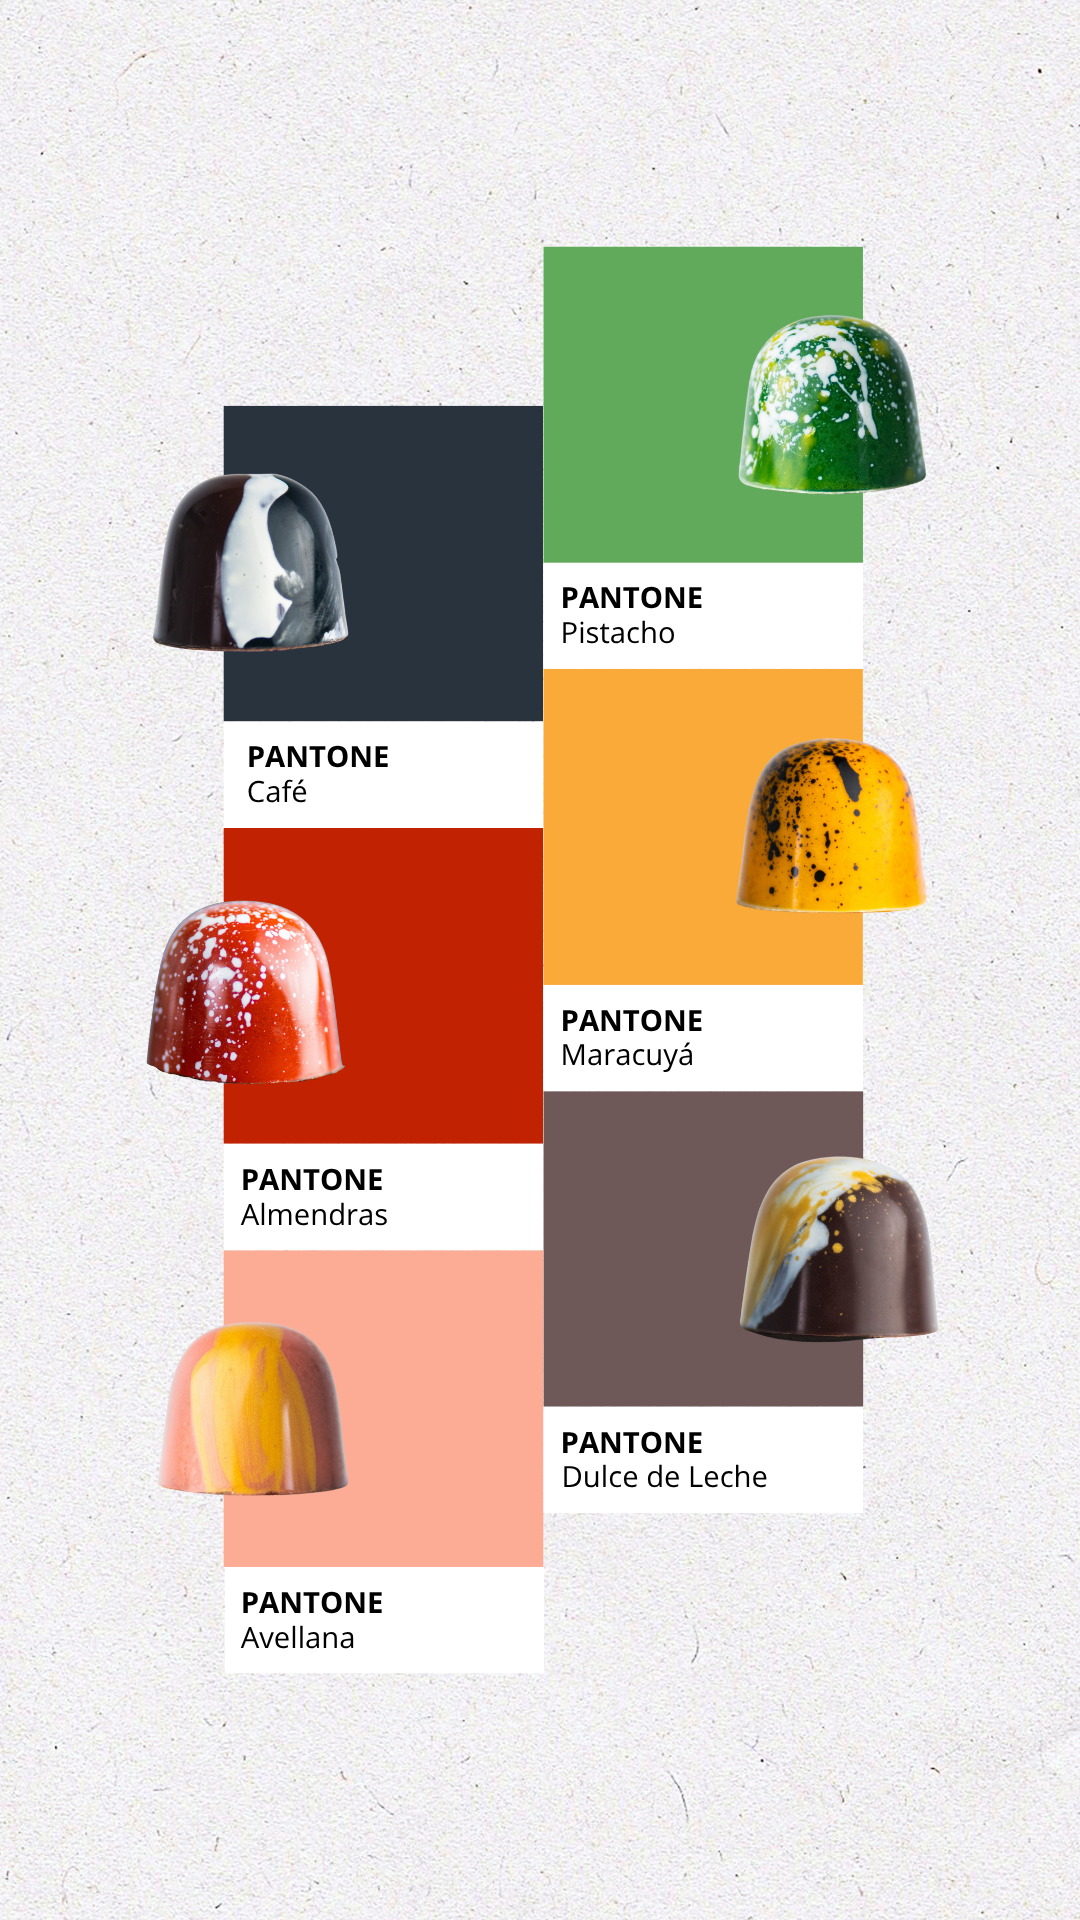 PANTONE
Pistacho
PANTONE
Café
PANTONE
Maracuyá
PANTONE
Almendras
PANTONE
Dulce de Leche
PANTONE
Avellana